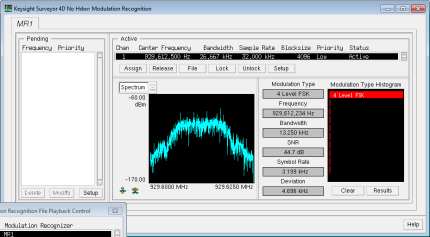 Keysight Surveyor 4D No Hdwr: Modulation Recognition
MR1
Pending
Frequency Priority
Delete Modify Setup
Active
Chan Center Frequency Bandwidth Sample Rate Blocksize Priority Status
1 929,612,500 Hz 26,667 kHz 32,000 kHz 4096 Low Active
Assign Release File Lock Unlock Setup
Spectrum
-80.00
dBm
-170.00
929.6000 MHz 929.6250 MHz
Modulation Type
4 Level FSK
Frequency
929,612,234 Hz
Bandwidth
13.250 kHz
SNR
44.7 dB
Symbol Rate
3.199 kHz
Deviation
4.696 kHz
Modulation Type Histogram
4 Level FSK
Clear Results
Help
on Recognition File Playback Control
Modulation Recognizer
MR1